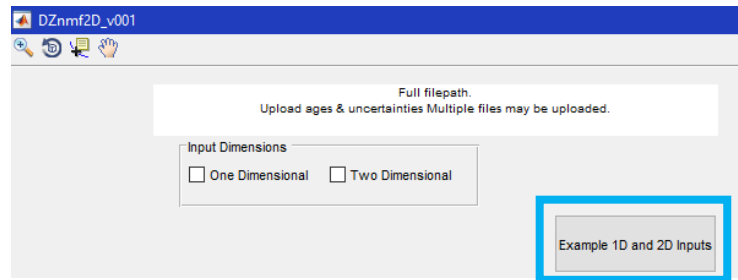 DZnmf2D_v001
Full filepath.
Upload ages & uncertainties Multiple files may be uploaded.
Input Dimensions
One Dimensional Two Dimensional
Example 1D and 2D Inputs